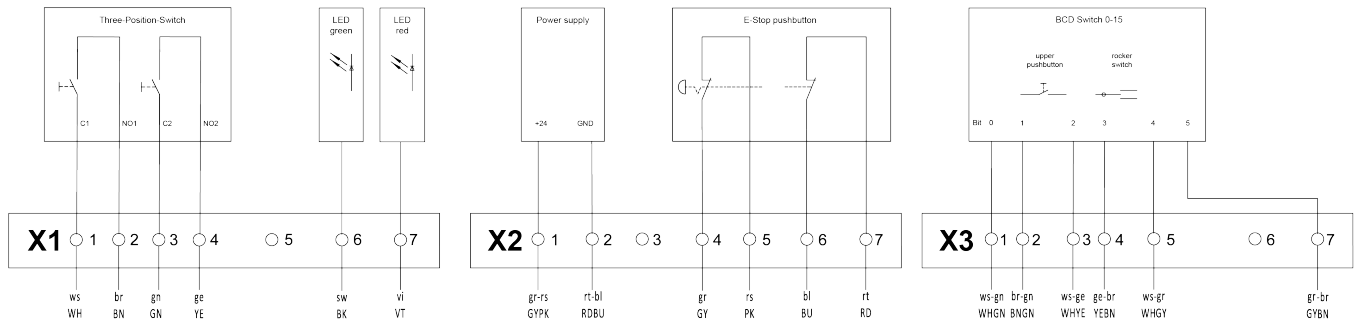 Three-Position-Switch
C1 NO1 C2 NO2
LED
green
LED
red
Power supply
+24 GND
E-Stop pushbutton
BCD Switch 0-15
upper
pushbutton
rocker
switch
Bit 0 1 2 3 4 5
X1 1 2 3 4 5 6 7
X2 1 2 3 4 5 6 7
X3 1 2 3 4 5 6 7
ws br gn ge sw vi
WH BN GN YE BK VT
gr-rs rt-bl gr rs bl rt
GYPK RDBU GY PK BU RD
ws-gn br-gn ws-ge ge-br ws-gr gr-br
WHGN BNGN WHYE YEBN WHGY GYBN